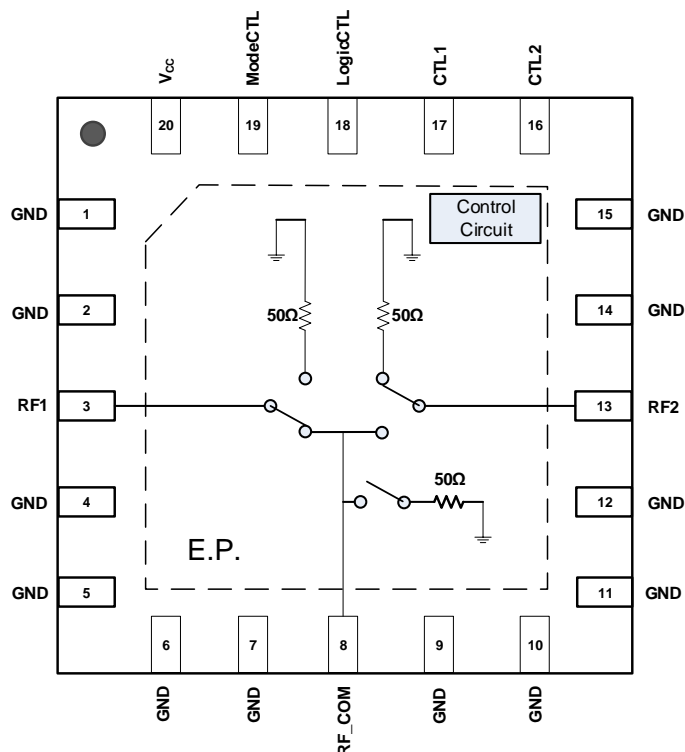 V_CC
ModeCTL
LogicCTL
CTL1
CTL2
20
19
18
17
16
GND
1
Control
Circuit
15
GND
GND
2
50Ω
50Ω
14
GND
RF1
3
13
RF2
GND
4
50Ω
12
GND
E.P.
GND
5
11
GND
6
7
8
9
10
GND
GND
RF_COM
GND
GND